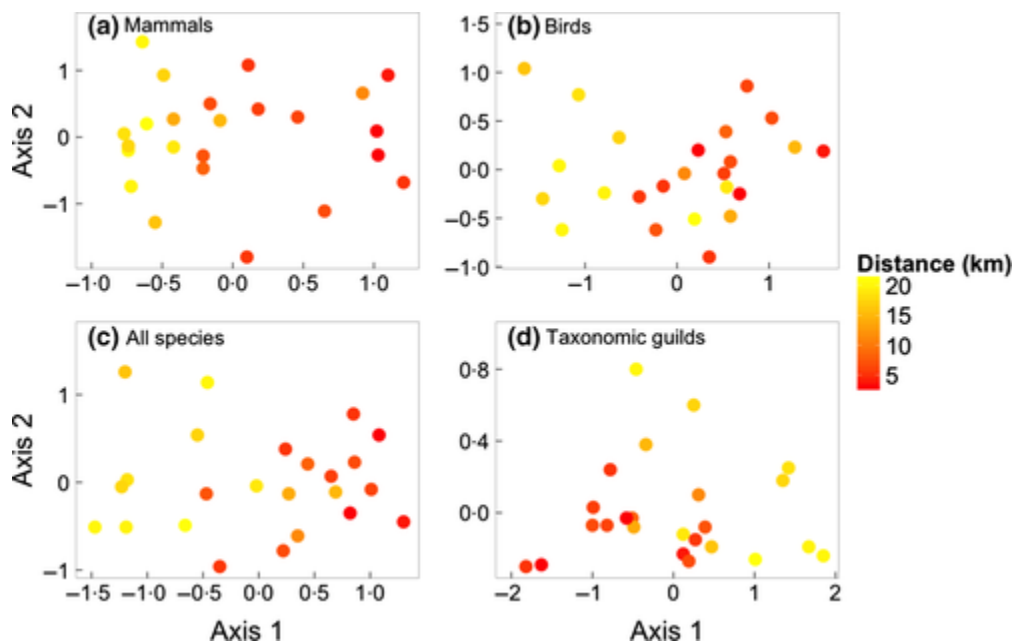 (a) Mammals
Axis 2
1
0
−1
−1·0 −0·5 0·0 0·5 1·0
(b) Birds
1·5
1·0
0·5
0·0
−0·5
−1·0
−1 0 1
(c) All species
Axis 2
1
0
−1
−1·5 −1·0 −0·5 0·0 0·5 1·0
Axis 1
(d) Taxonomic guilds
0·8
0·4
0·0
−2 −1 0 1 2
Axis 1
Distance (km)
20
15
10
5